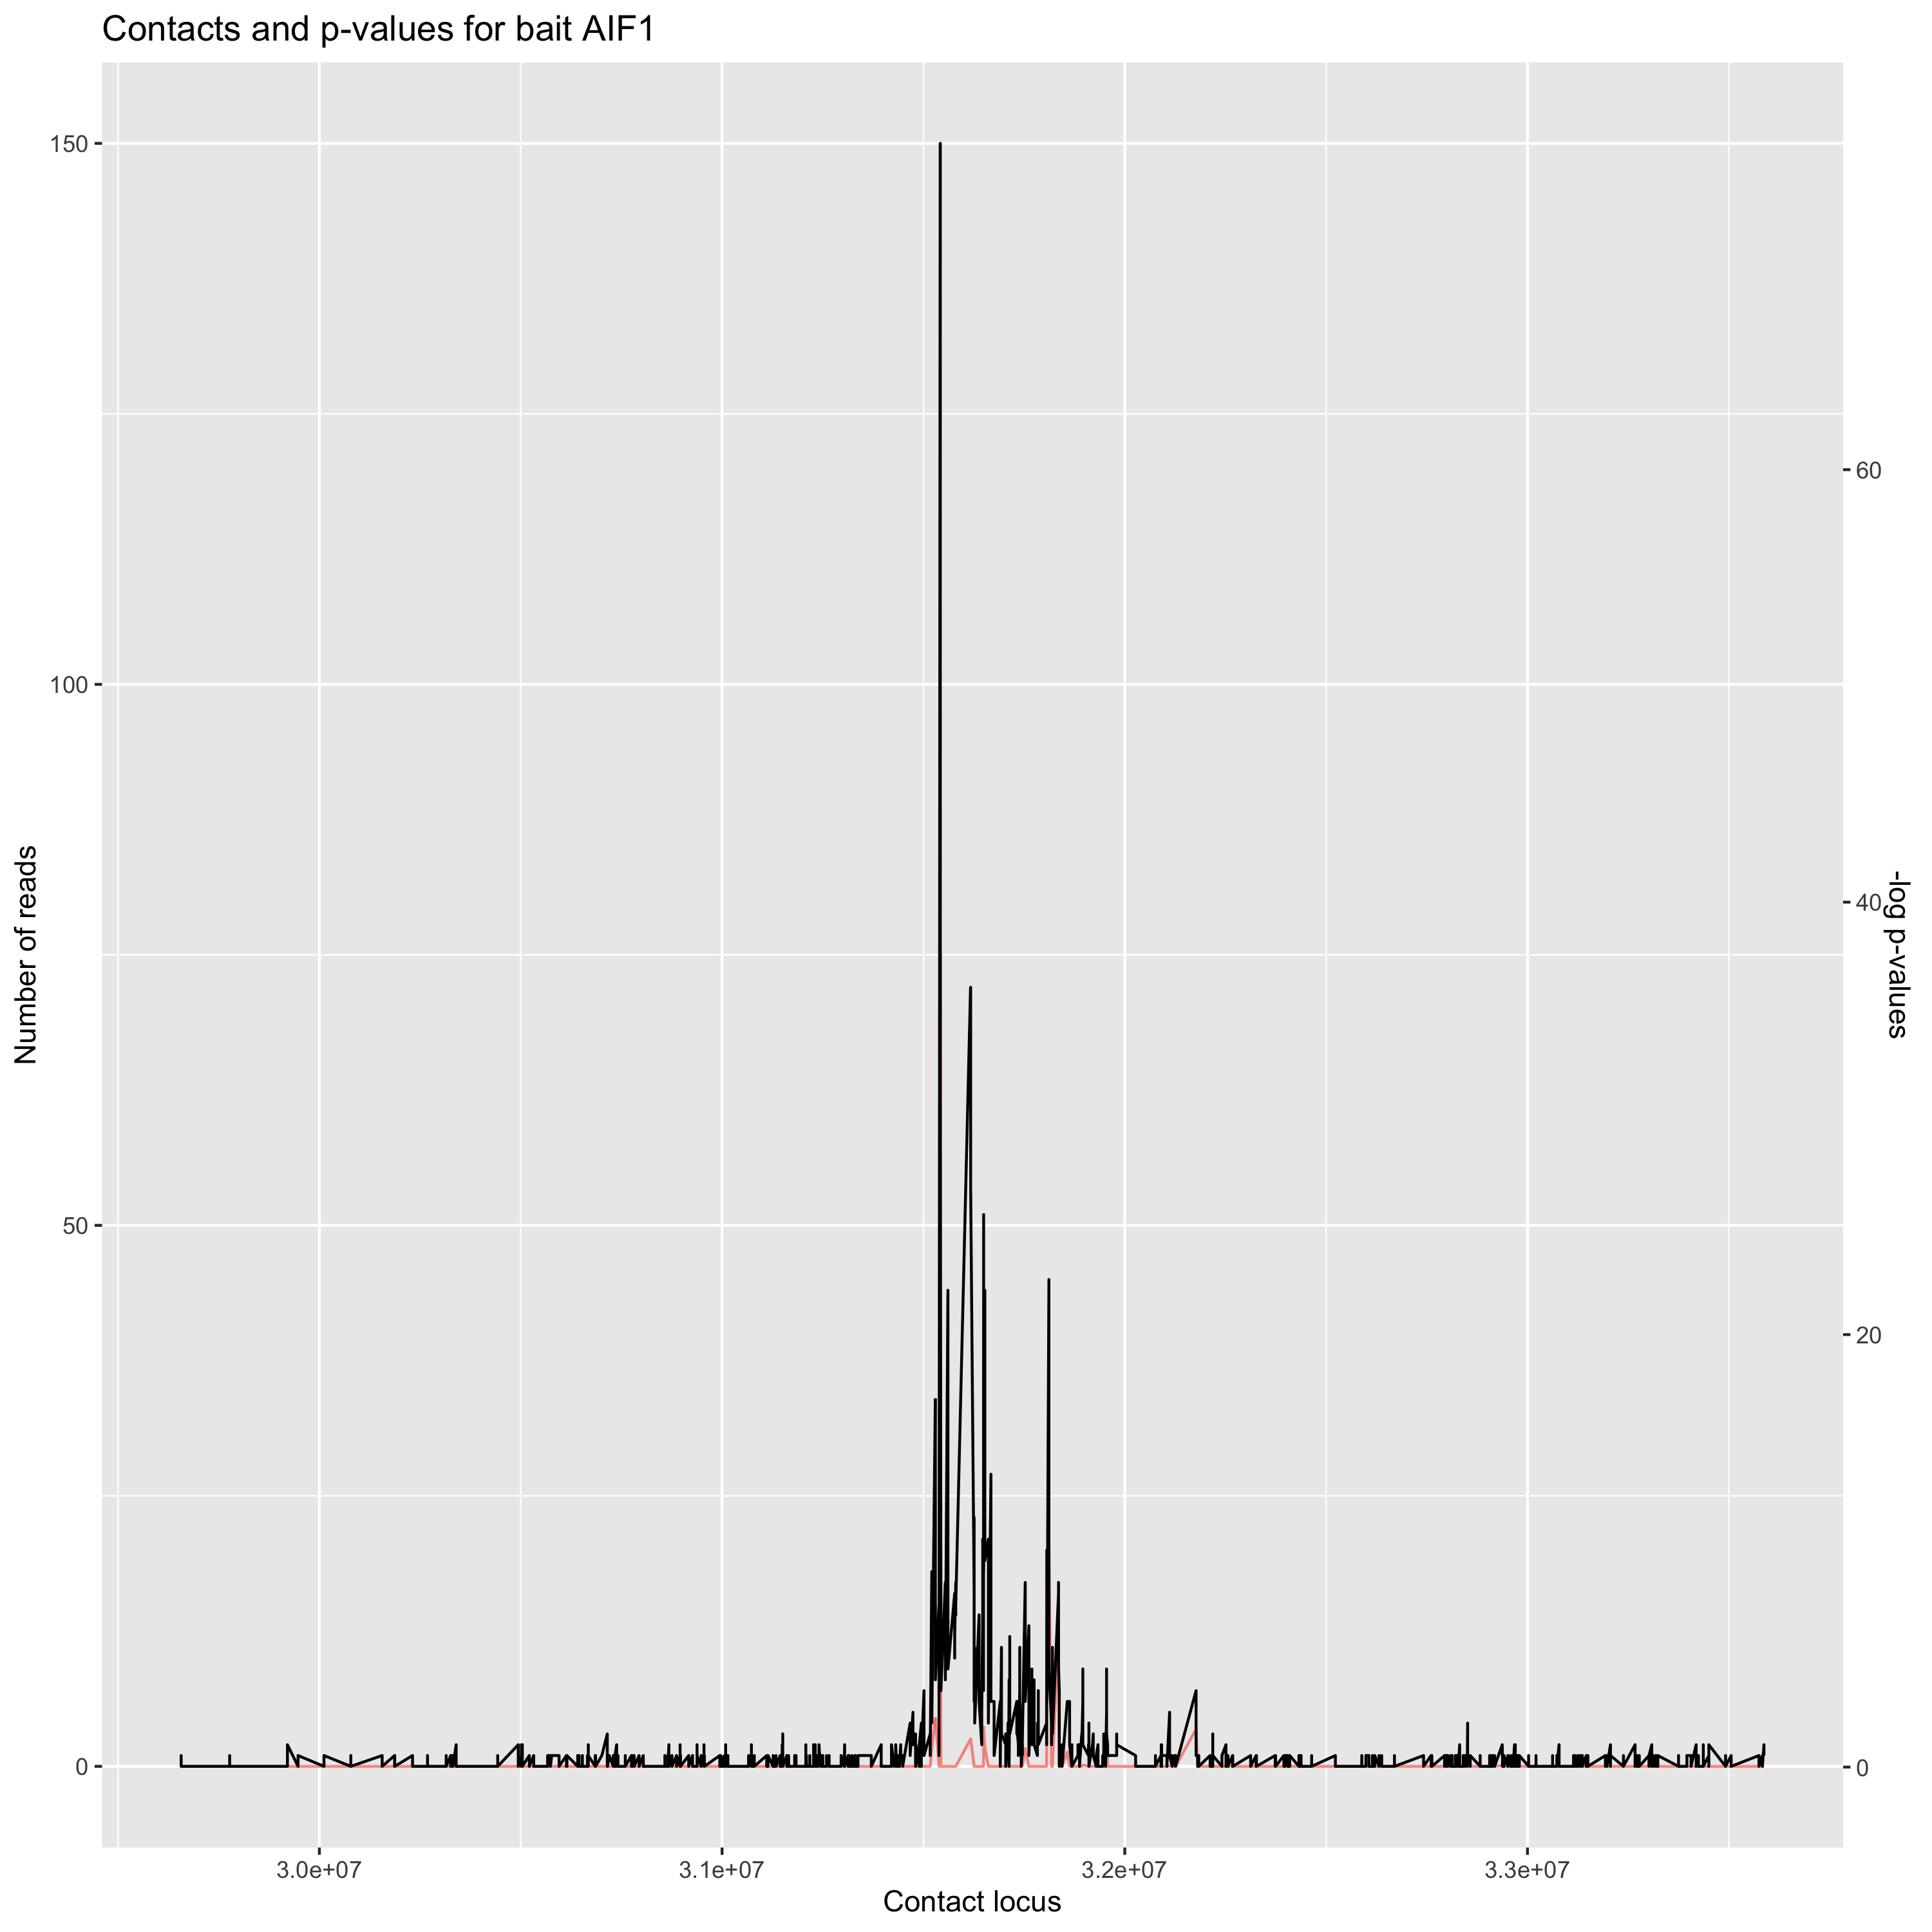 Contacts and p-values for bait AIF1
150
100
50
0
Number of reads
60
40
20
0
-log p-values
3.0e+07
3.1e+07
3.2e+07
3.3e+07
Contact locus